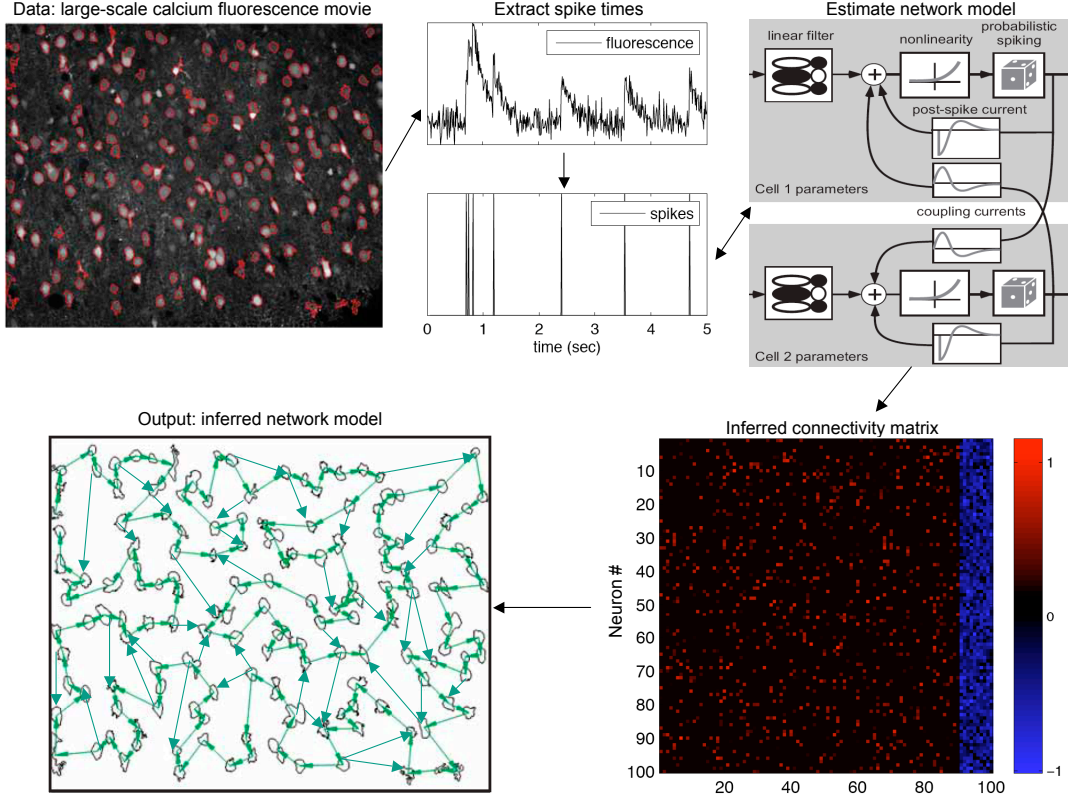 Data: large-scale calcium fluorescence movie
Extract spike times
fluorescence
spikes
0 1 2 3 4 5
time (sec)
Estimate network model
linear filter
nonlinearity
probabilistic
spiking
post-spike current
Cell 1 parameters
coupling currents
Cell 2 parameters
Output: inferred network model
Inferred connectivity matrix
Neuron #
10
20
30
40
50
60
70
80
90
100
20 40 60 80 100
1
0
−1